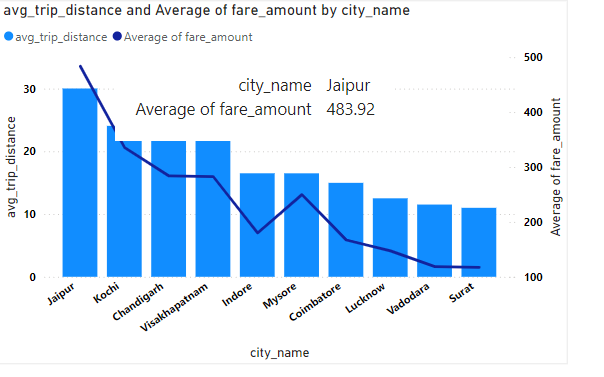 avg_trip_distance and Average of fare_amount by city_name
avg_trip_distance Average of fare_amount
city_name Jaipur
Average of fare_amount 483.92
avg_trip_distance
30
20
10
0
500
400
300
200
100
Average of fare_amount
Jaipur
Kochi
Chandigarh
Visakhapatnam
Indore
Mysore
Coimbatore
Lucknow
Vadodara
Surat
city_name